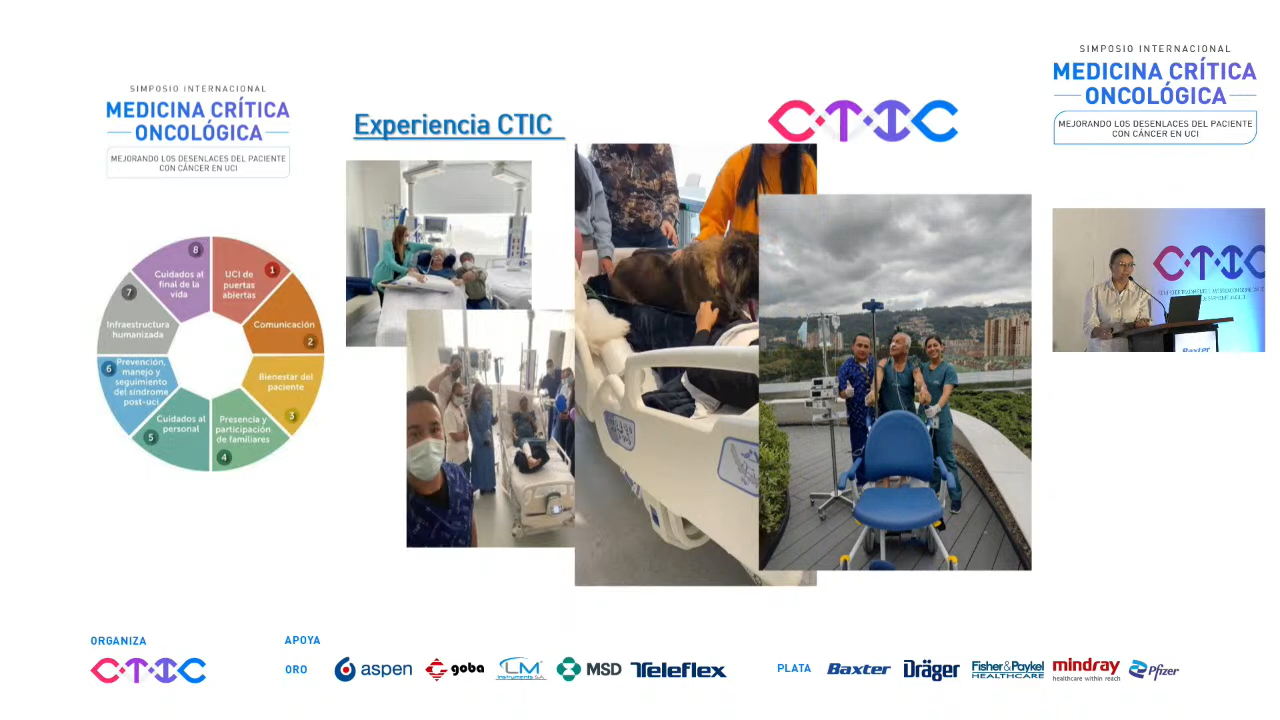 SIMPOSIO INTERNACIONAL
MEDICINA CRÍTICA
ONCOLÓGICA
MEJORANDO LOS DESENLACES DEL PACIENTE
CON CÁNCER EN UCI
Experiencia CTIC
CTIC
SIMPOSIO INTERNACIONAL
MEDICINA CRÍTICA
ONCOLÓGICA
MEJORANDO LOS DESENLACES DEL PACIENTE
CON CÁNCER EN UCI
1
UCI de
puertas
abiertas
Comunicación
2
Bienestar del
paciente
3
Presencia y
participación
de familiares
4
Cuidados al
personal
5
6
Prevención,
manejo y
seguimiento
del síndrome
post-uci
7
Infraestructura
humanizada
8
Cuidados al
final de la
vida
CTIC
Baxter
ORGANIZA
CTIC
APOYA
ORO
aspen
goba
LM
Instruments S.A.
MSD
Teleflex
PLATA
Baxter
Dräger
Fisher&Paykel
HEALTHCARE
mindray
healthcare within reach
Pfizer